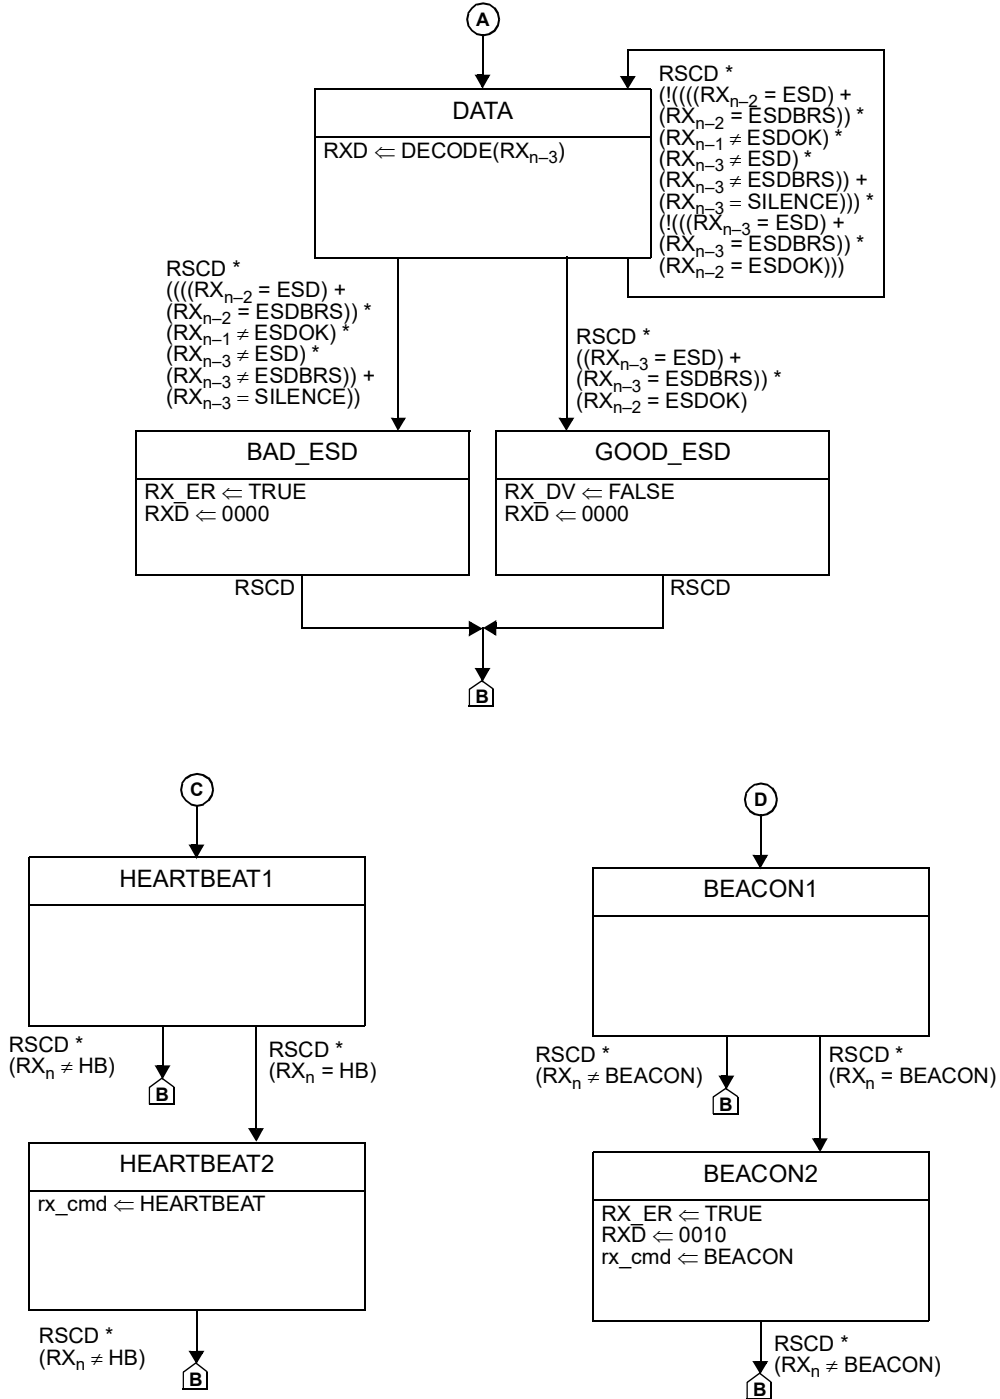 A
DATA
RXD ⇐ DECODE(RXn–3)
RSCD *
(!((((RXn–2 = ESD) +
(RXn–2 = ESDBRS)) *
(RXn–1 ≠ ESDOK) *
(RXn–3 ≠ ESD) *
(RXn–3 ≠ ESDBRS)) +
(RXn–3 = SILENCE))) *
(!(((RXn–3 = ESD) +
(RXn–3 = ESDBRS)) *
(RXn–2 = ESDOK)))
RSCD *
((((RXn–2 = ESD) +
(RXn–2 = ESDBRS)) *
(RXn–1 ≠ ESDOK) *
(RXn–3 ≠ ESD) *
(RXn–3 ≠ ESDBRS)) +
(RXn–3 = SILENCE))
RSCD *
((RXn–3 = ESD) +
(RXn–3 = ESDBRS)) *
(RXn–2 = ESDOK)
BAD_ESD
RX_ER ⇐ TRUE
RXD ⇐ 0000
GOOD_ESD
RX_DV ⇐ FALSE
RXD ⇐ 0000
RSCD
RSCD
B
C
HEARTBEAT1
RSCD *
(RXn ≠ HB)
B
RSCD *
(RXn = HB)
HEARTBEAT2
rx_cmd ⇐ HEARTBEAT
RSCD *
(RXn ≠ HB)
B
D
BEACON1
RSCD *
(RXn ≠ BEACON)
B
RSCD *
(RXn = BEACON)
BEACON2
RX_ER ⇐ TRUE
RXD ⇐ 0010
rx_cmd ⇐ BEACON
RSCD *
(RXn ≠ BEACON)
B